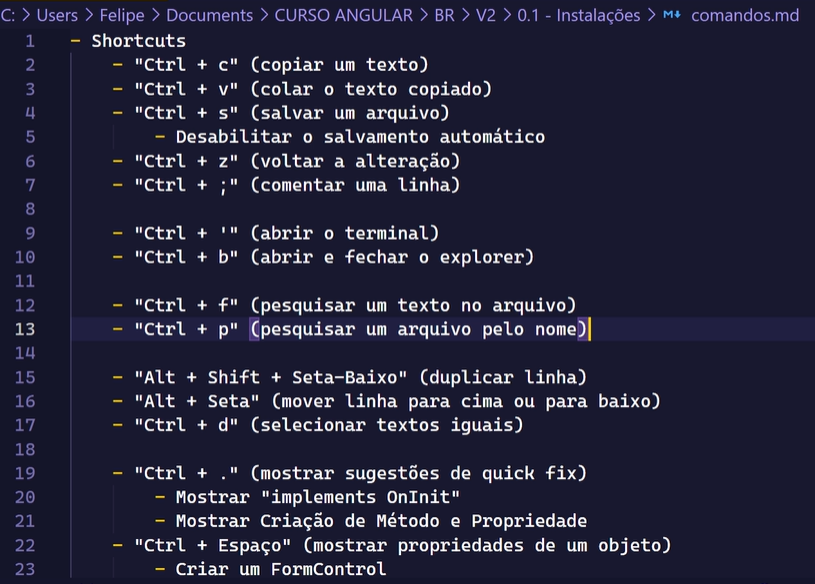 C: > Users > Felipe > Documents > CURSO ANGULAR > BR > V2 > 0.1 - Instalações > comandos.md
1 - Shortcuts
2 - "Ctrl + c" (copiar um texto)
3 - "Ctrl + v" (colar o texto copiado)
4 - "Ctrl + s" (salvar um arquivo)
5 - Desabilitar o salvamento automático
6 - "Ctrl + z" (voltar a alteração)
7 - "Ctrl + ;" (comentar uma linha)
8
9 - "Ctrl + '" (abrir o terminal)
10 - "Ctrl + b" (abrir e fechar o explorer)
11
12 - "Ctrl + f" (pesquisar um texto no arquivo)
13 - "Ctrl + p" (pesquisar um arquivo pelo nome)
14
15 - "Alt + Shift + Seta-Baixo" (duplicar linha)
16 - "Alt + Seta" (mover linha para cima ou para baixo)
17 - "Ctrl + d" (selecionar textos iguais)
18
19 - "Ctrl + ." (mostrar sugestões de quick fix)
20 - Mostrar "implements OnInit"
21 - Mostrar Criação de Método e Propriedade
22 - "Ctrl + Espaço" (mostrar propriedades de um objeto)
23 - Criar um FormControl